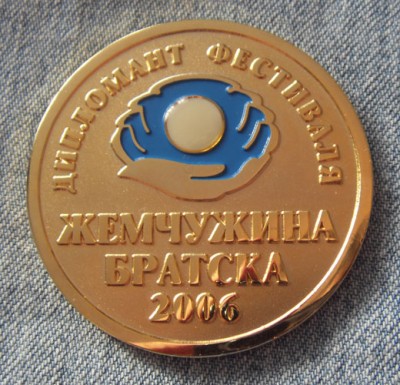 ДИПЛОМАНТ ФЕСТИВАЛЯ
ЖЕМЧУЖИНА
БРАТСКА
2006